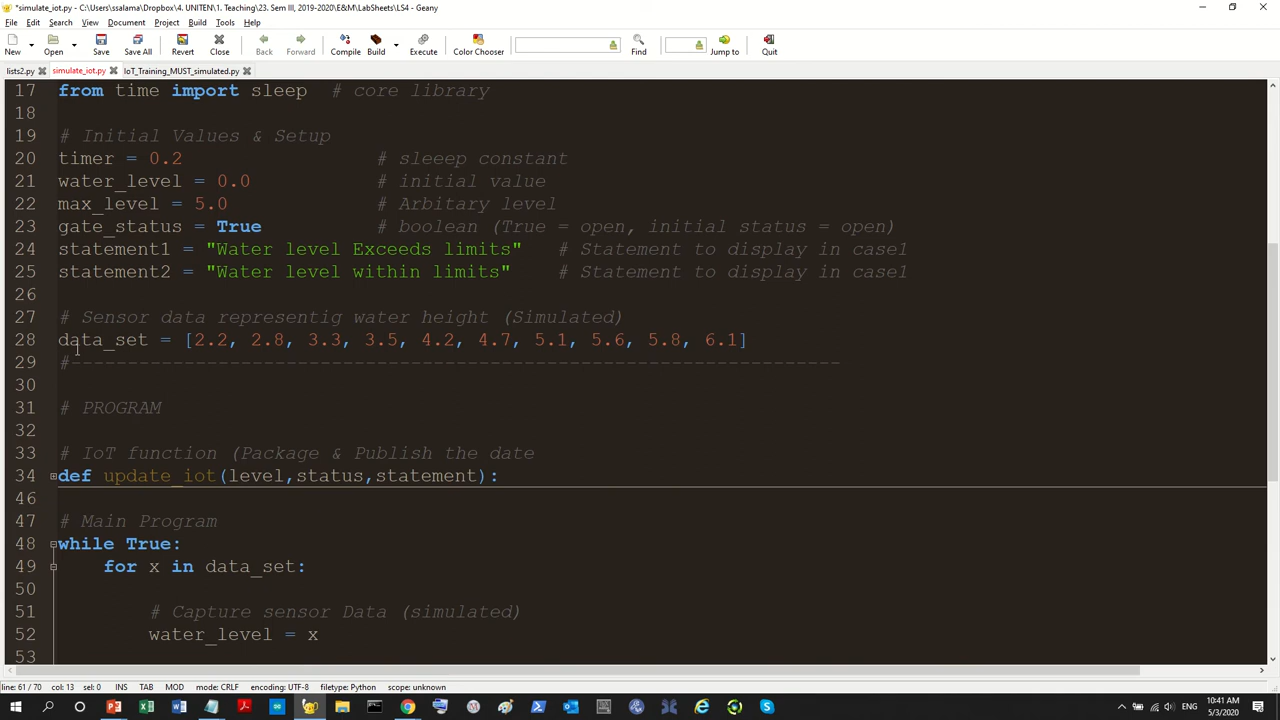 *simulate_iot.py - C:\Users\ssalama\Dropbox\4. UNITEN\1. Teaching\23. Sem III, 2019-2020\E&M\LabSheets\LS4 - Geany
File Edit Search View Document Project Build Tools Help
New Open Save Save All Revert Close Back Forward Compile Build Execute Color Chooser Find Jump to Quit
lists2.py simulate_iot.py IoT_Training_MUST_simulated.py
17 from time import sleep # core library
18
19 # Initial Values & Setup
20 timer = 0.2 # sleeep constant
21 water_level = 0.0 # initial value
22 max_level = 5.0 # Arbitary level
23 gate_status = True # boolean (True = open, initial status = open)
24 statement1 = "Water level Exceeds limits" # Statement to display in case1
25 statement2 = "Water level within limits" # Statement to display in case1
26
27 # Sensor data representig water height (Simulated)
28 data_set = [2.2, 2.8, 3.3, 3.5, 4.2, 4.7, 5.1, 5.6, 5.8, 6.1]
29 #--------------------------------------------------------------------
30
31 # PROGRAM
32
33 # IoT function (Package & Publish the date
34 def update_iot(level,status,statement):
46
47 # Main Program
48 while True:
49 for x in data_set:
50
51 # Capture sensor Data (simulated)
52 water_level = x
53
line: 61 / 70 col: 13 sel: 0 INS TAB MOD mode: CRLF encoding: UTF-8 filetype: Python scope: unknown
10:41 AM
5/3/2020